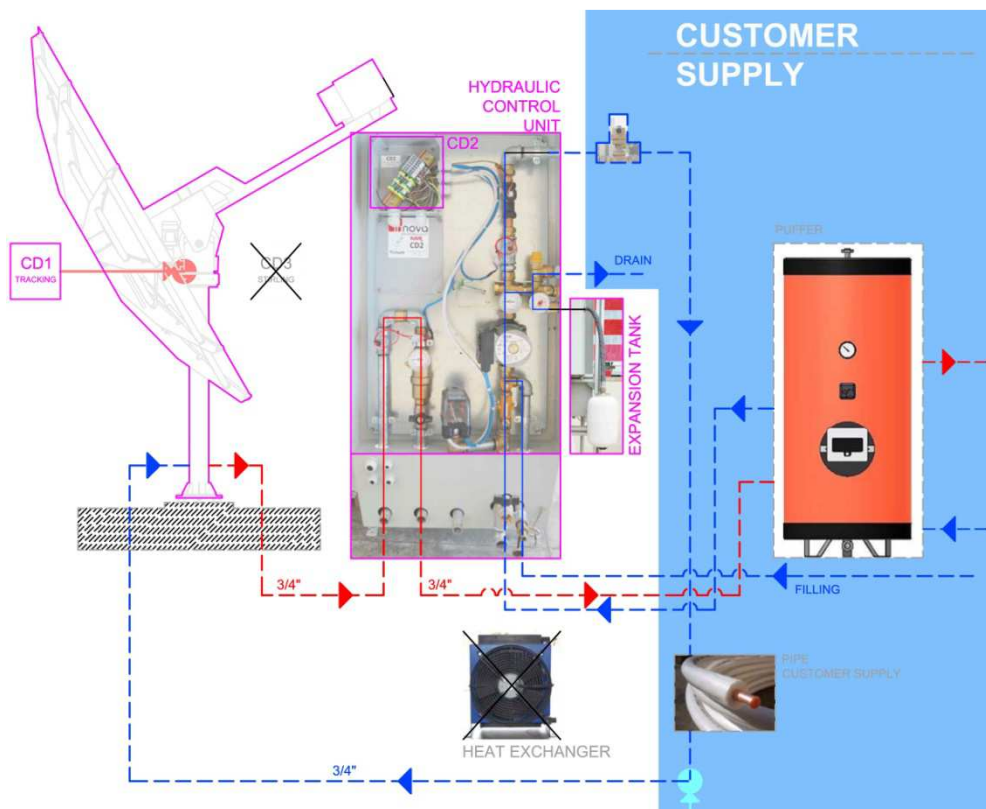 CUSTOMER
SUPPLY
HYDRAULIC
CONTROL
UNIT
CD2
nova
CD2
PUFFER
CD1
TRACKING
CD3
STIRLING
DRAIN
EXPANSION TANK
3/4"
3/4"
FILLING
PIPE
CUSTOMER SUPPLY
HEAT EXCHANGER
3/4"